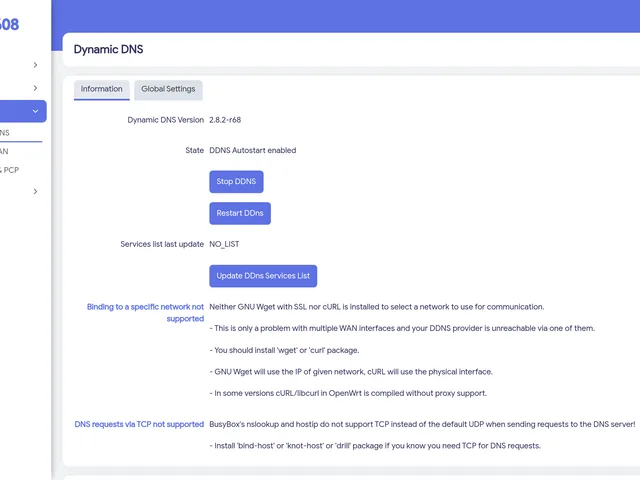 608
Dynamic DNS
Information
Global Settings
Dynamic DNS Version 2.8.2-r68
NS
State DDNS Autostart enabled
AN
& PCP
Stop DDNS
Restart DDns
Services list last update NO_LIST
Update DDns Services List
Binding to a specific network not supported
Neither GNU Wget with SSL nor cURL is installed to select a network to use for communication.
- This is only a problem with multiple WAN interfaces and your DDNS provider is unreachable via one of them.
- You should install 'wget' or 'curl' package.
- GNU Wget will use the IP of given network, cURL will use the physical interface.
- In some versions cURL/libcurl in OpenWrt is compiled without proxy support.
DNS requests via TCP not supported
BusyBox's nslookup and hostip do not support TCP instead of the default UDP when sending requests to the DNS server!
- Install 'bind-host' or 'knot-host' or 'drill' package if you know you need TCP for DNS requests.